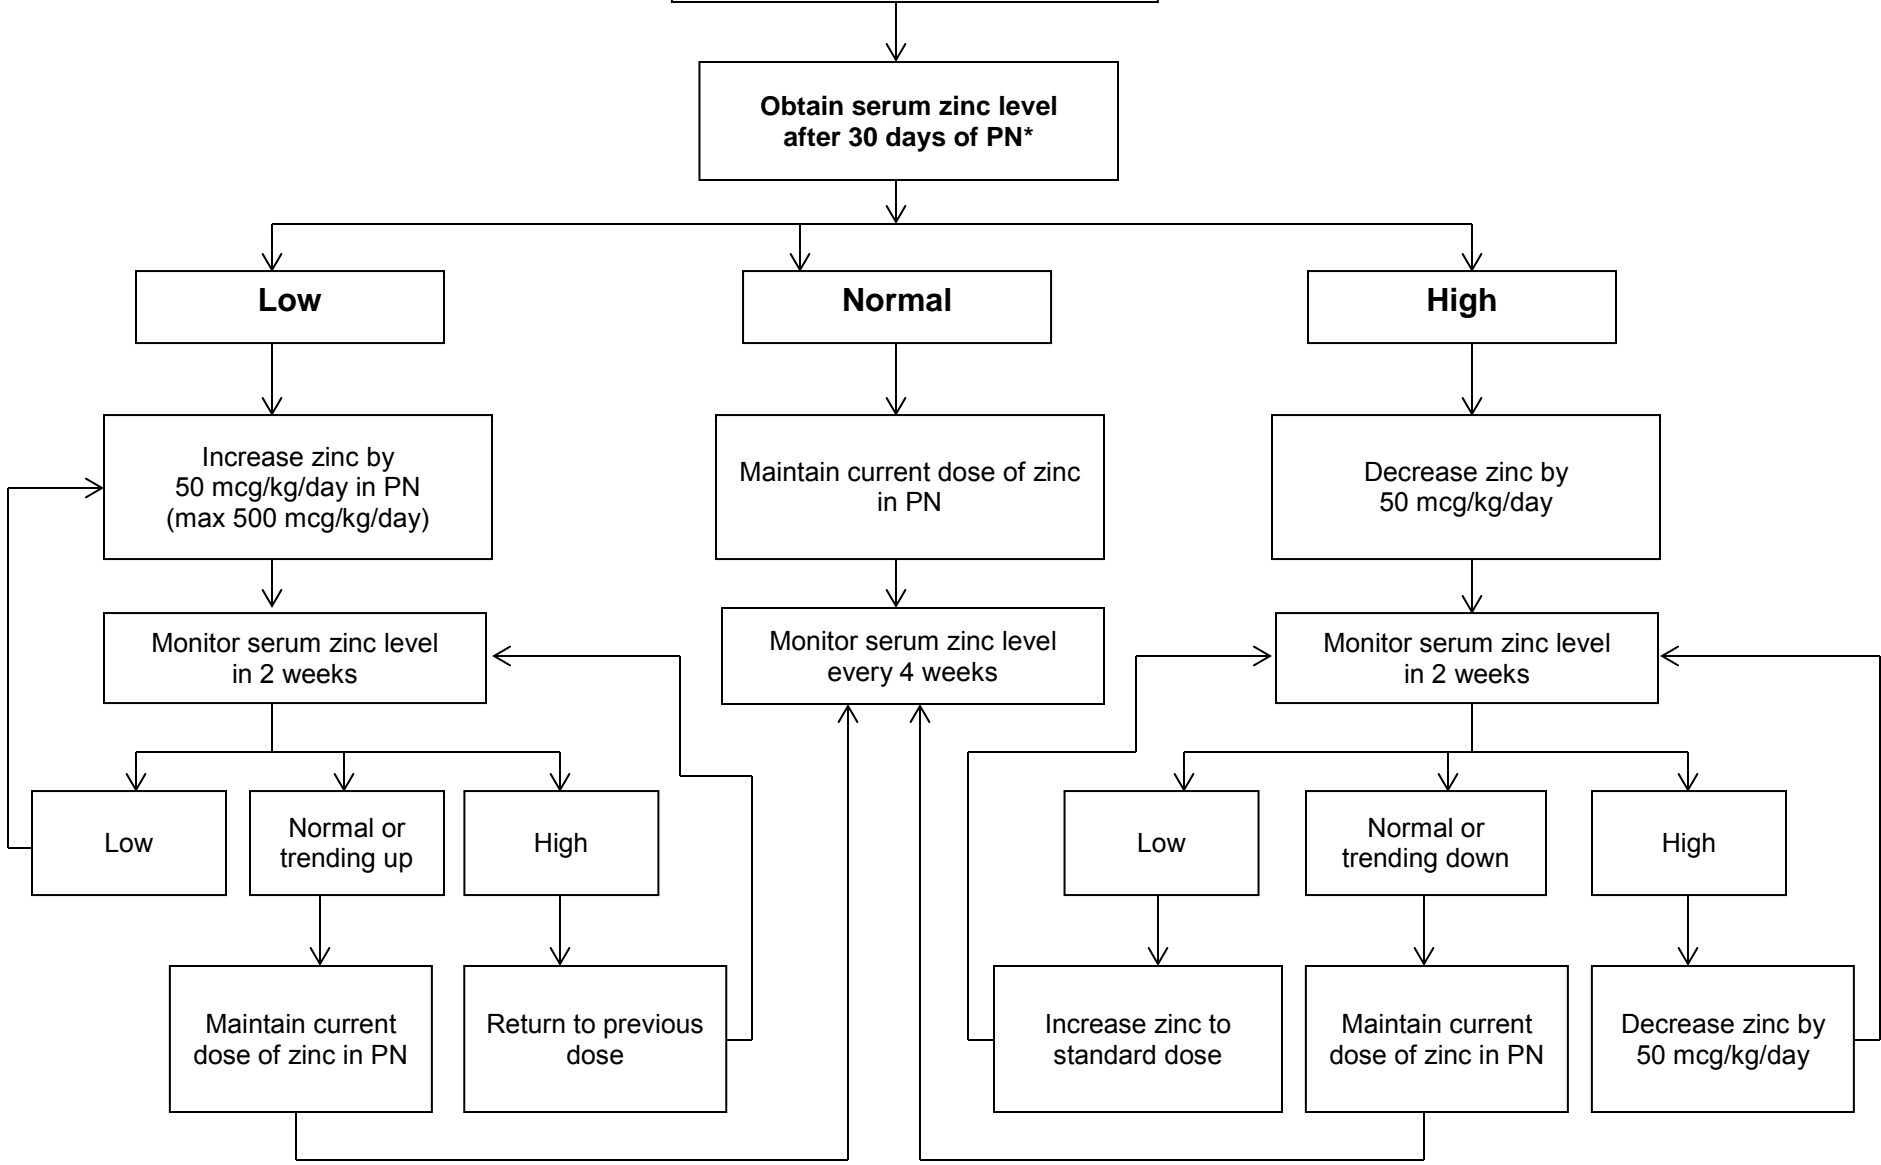 Obtain serum zinc level
after 30 days of PN*
Low
Normal
High
Increase zinc by
50 mcg/kg/day in PN
(max 500 mcg/kg/day)
Maintain current dose of zinc
in PN
Decrease zinc by
50 mcg/kg/day
Monitor serum zinc level
in 2 weeks
Monitor serum zinc level
every 4 weeks
Monitor serum zinc level
in 2 weeks
Low
Normal or
trending up
High
Low
Normal or
trending down
High
Maintain current
dose of zinc in PN
Return to previous
dose
Increase zinc to
standard dose
Maintain current
dose of zinc in PN
Decrease zinc by
50 mcg/kg/day